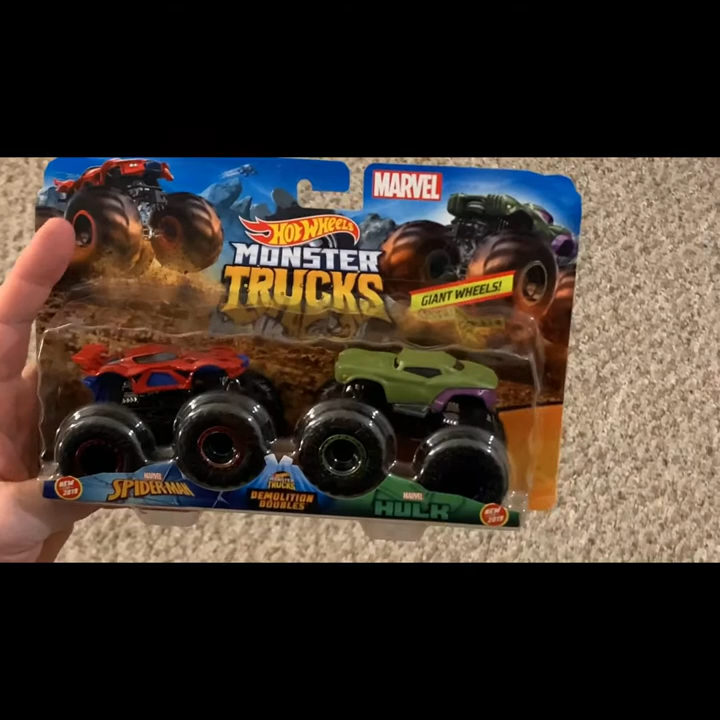 MARVEL
HOT WHEELS
MONSTER
TRUCKS
GIANT WHEELS!
NEW
2019
MARVEL
SPIDER-MAN
MONSTER
TRUCKS
DEMOLITION
DOUBLES
MARVEL
HULK
NEW
2019